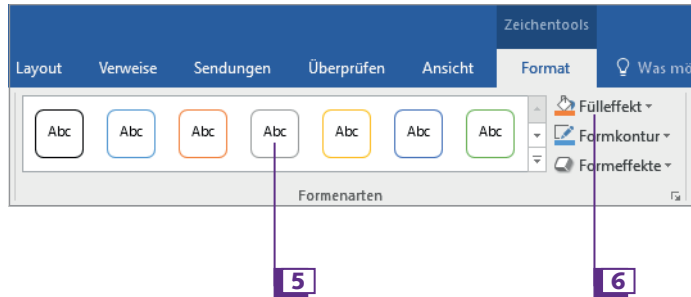 Zeichentools
Layout Verweise Sendungen Überprüfen Ansicht Format Was mö
Abc Abc Abc Abc Abc Abc Abc
Fülleffekt
Formkontur
Formeffekte
Formenarten
5 6